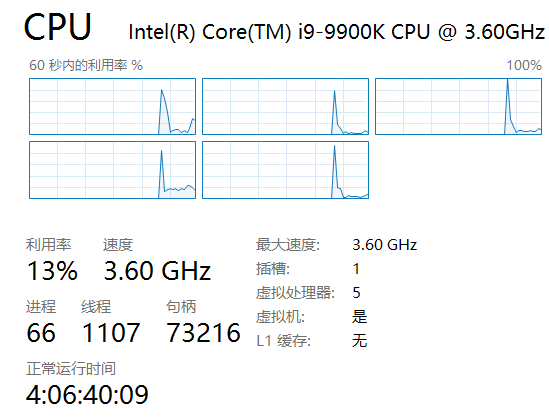 CPU Intel(R) Core(TM) i9-9900K CPU @ 3.60GHz
60 秒内的利用率 % 100%
利用率 速度 最大速度: 3.60 GHz
13% 3.60 GHz 插槽: 1
虚拟处理器: 5
进程 线程 句柄 虚拟机: 是
66 1107 73216 L1 缓存: 无
正常运行时间
4:06:40:09